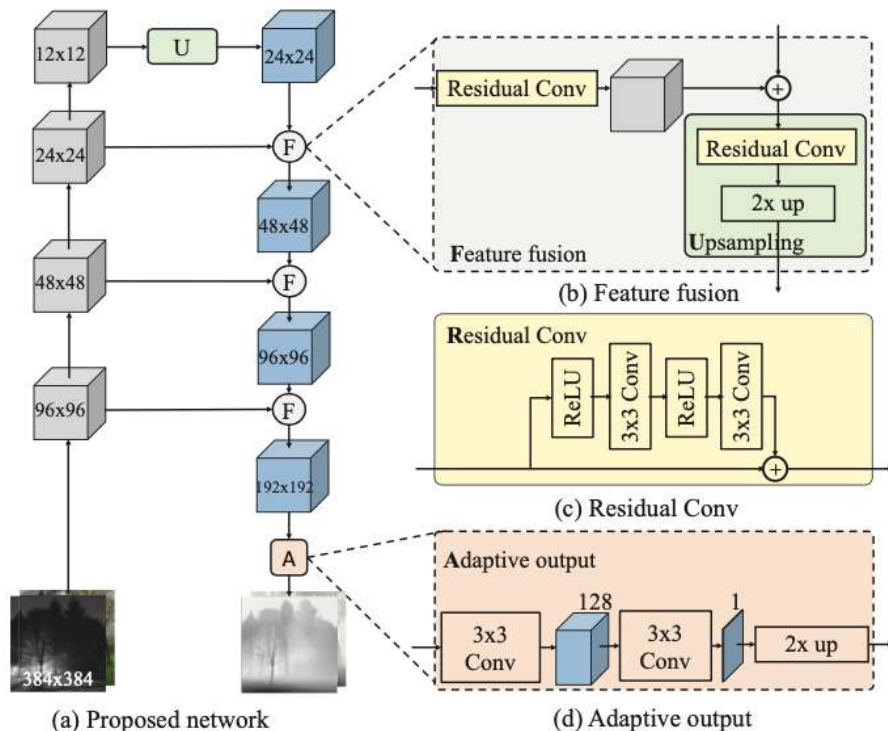 12x12
U
24x24
24x24
F
48x48
48x48
F
96x96
96x96
F
192x192
A
384x384
(a) Proposed network
Residual Conv
+
Residual Conv
2x up
Upsampling
Feature fusion
(b) Feature fusion
Residual Conv
ReLU
3x3 Conv
ReLU
3x3 Conv
+
(c) Residual Conv
Adaptive output
128
1
3x3
Conv
3x3
Conv
2x up
(d) Adaptive output